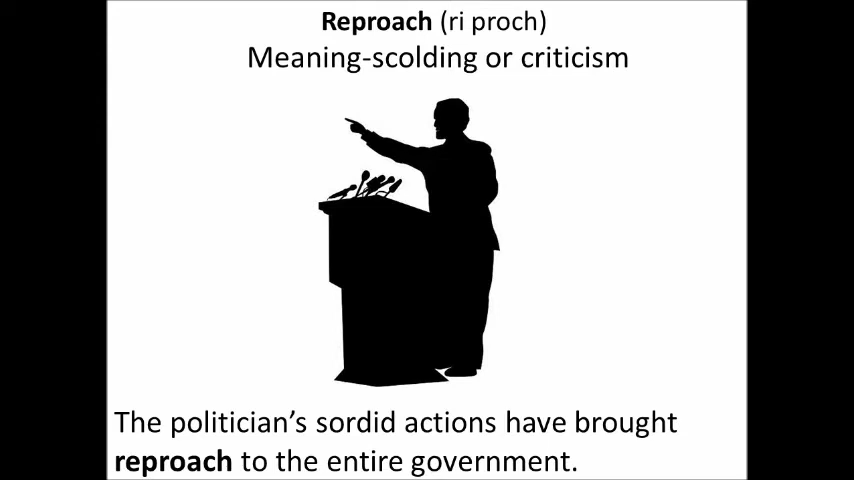 Reproach (ri proch)
Meaning-scolding or criticism
The politician’s sordid actions have brought
reproach to the entire government.